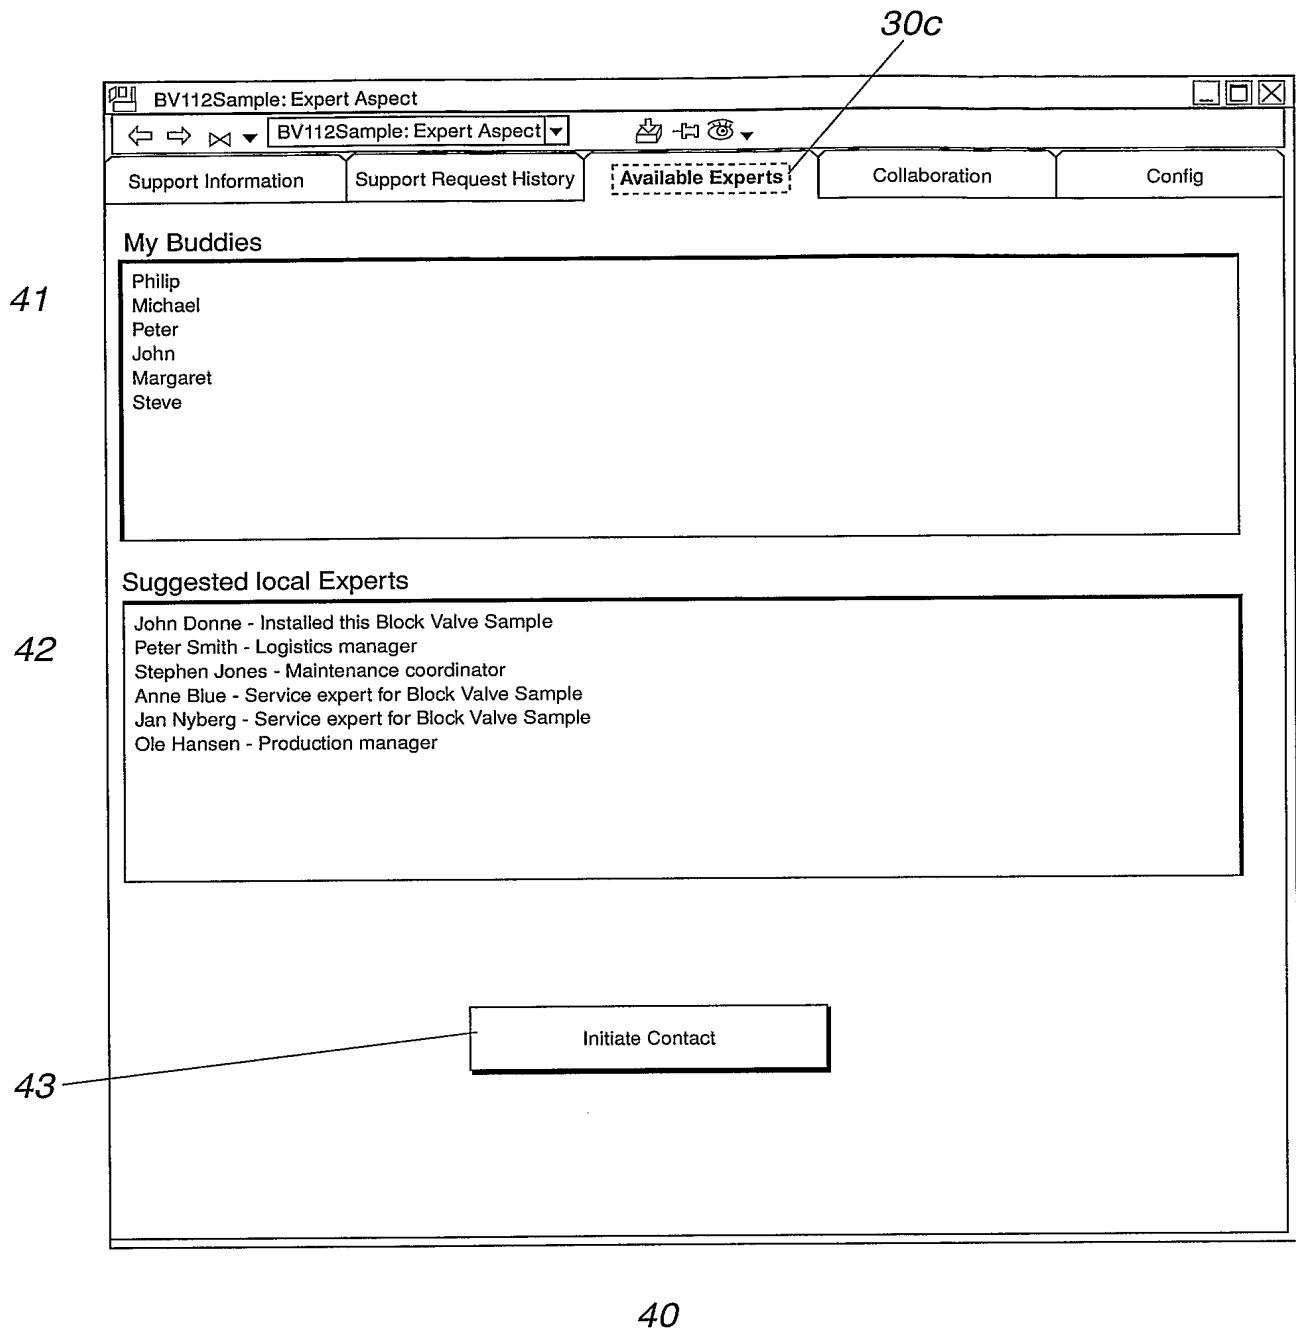 30c
BV112Sample: Expert Aspect
BV112Sample: Expert Aspect
Support Information
Support Request History
Available Experts
Collaboration
Config
My Buddies
41
Philip
Michael
Peter
John
Margaret
Steve
Suggested local Experts
42
John Donne - Installed this Block Valve Sample
Peter Smith - Logistics manager
Stephen Jones - Maintenance coordinator
Anne Blue - Service expert for Block Valve Sample
Jan Nyberg - Service expert for Block Valve Sample
Ole Hansen - Production manager
Initiate Contact
43
40